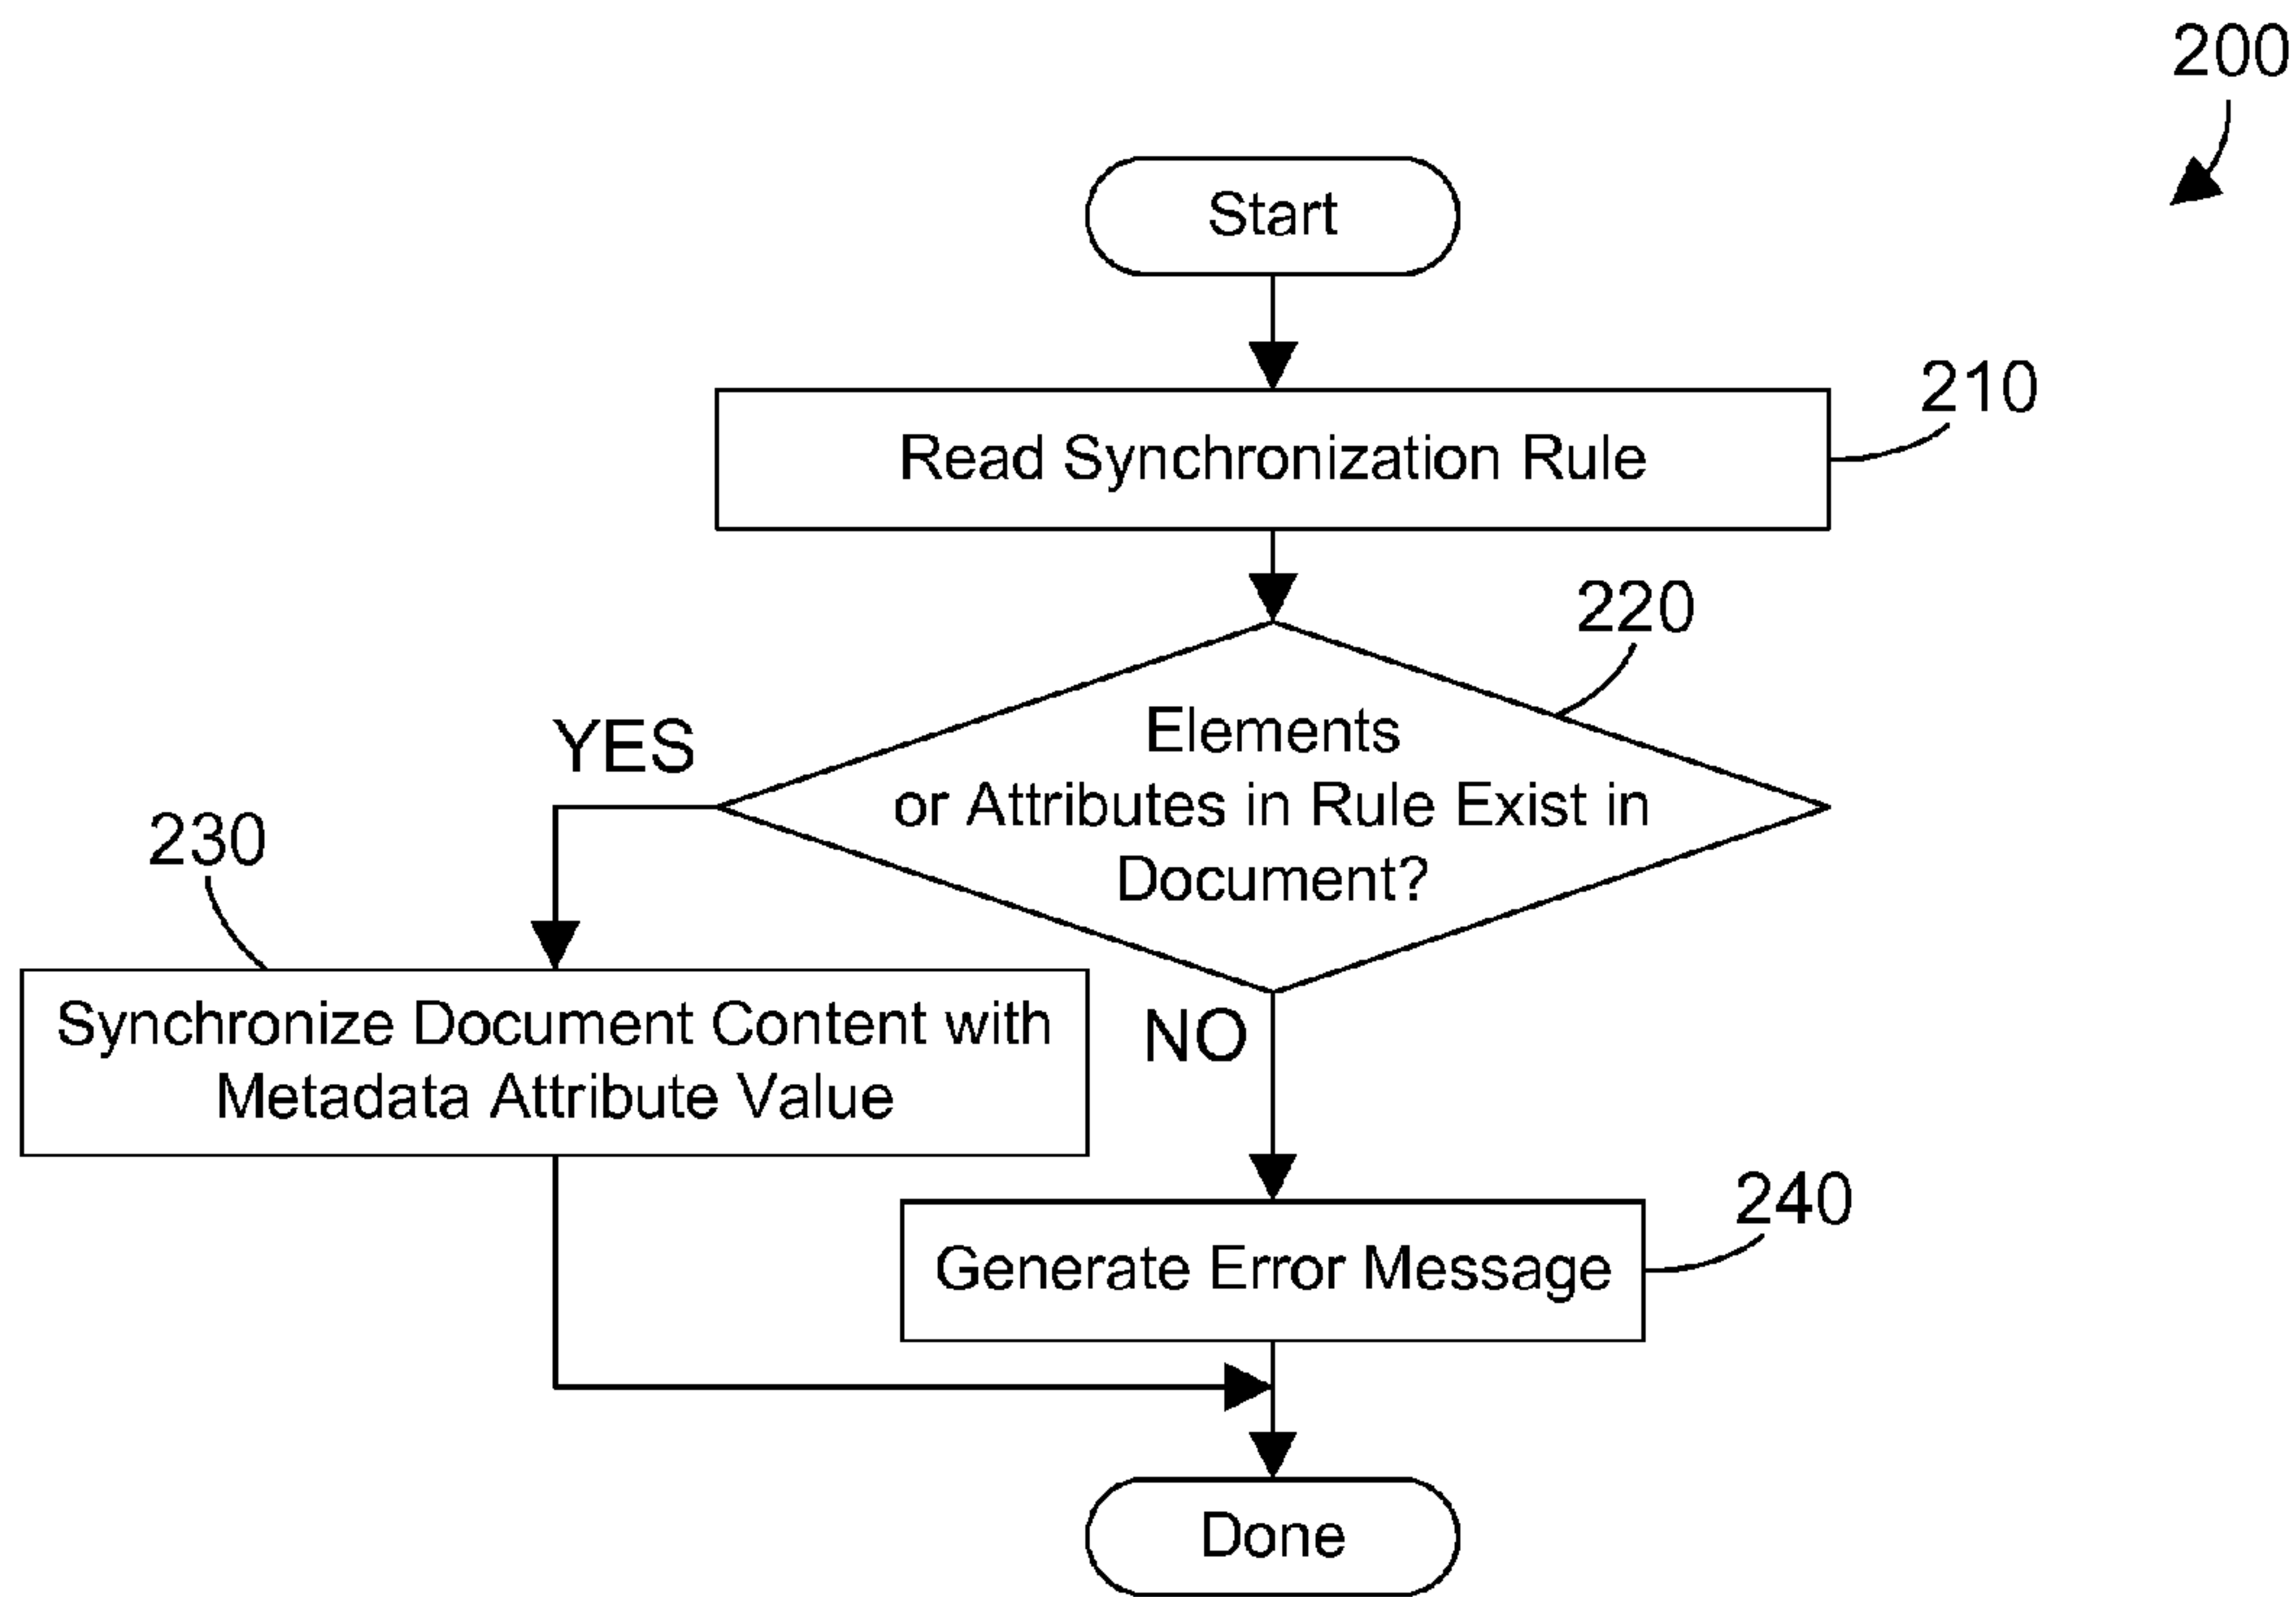 200
Start
210
Read Synchronization Rule
220
Elements
or Attributes in Rule Exist in
Document?
YES
230
Synchronize Document Content with
Metadata Attribute Value
NO
240
Generate Error Message
Done